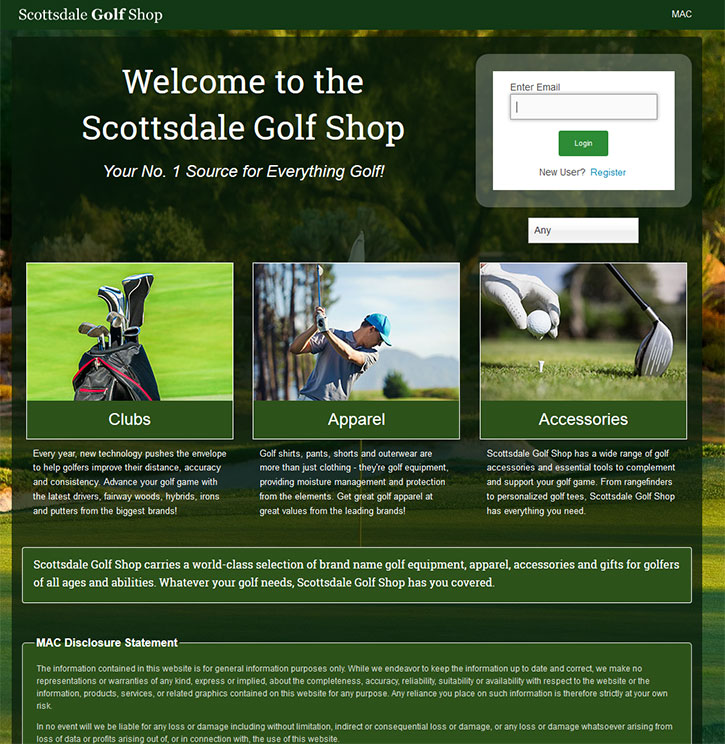 Scottsdale Golf Shop
MAC
Welcome to the
Scottsdale Golf Shop
Your No. 1 Source for Everything Golf!
Enter Email
Login
New User? Register
Any
Clubs
Every year, new technology pushes the envelope
to help golfers improve their distance, accuracy
and consistency. Advance your golf game with
the latest drivers, fairway woods, hybrids, irons
and putters from the biggest brands!
Apparel
Golf shirts, pants, shorts and outerwear are
more than just clothing - they're golf equipment,
providing moisture management and protection
from the elements. Get great golf apparel at
great values from the leading brands!
Accessories
Scottsdale Golf Shop has a wide range of golf
accessories and essential tools to complement
and support your golf game. From rangefinders
to personalized golf tees, Scottsdale Golf Shop
has everything you need.
Scottsdale Golf Shop carries a world-class selection of brand name golf equipment, apparel, accessories and gifts for golfers
of all ages and abilities. Whatever your golf needs, Scottsdale Golf Shop has you covered.
MAC Disclosure Statement
The information contained in this website is for general information purposes only. While we endeavor to keep the information up to date and correct, we make no
representations or warranties of any kind, express or implied, about the completeness, accuracy, reliability, suitability or availability with respect to the website or the
information, products, services, or related graphics contained on this website for any purpose. Any reliance you place on such information is therefore strictly at your own
risk.
In no event will we be liable for any loss or damage including without limitation, indirect or consequential loss or damage, or any loss or damage whatsoever arising from
loss of data or profits arising out of, or in connection with, the use of this website.